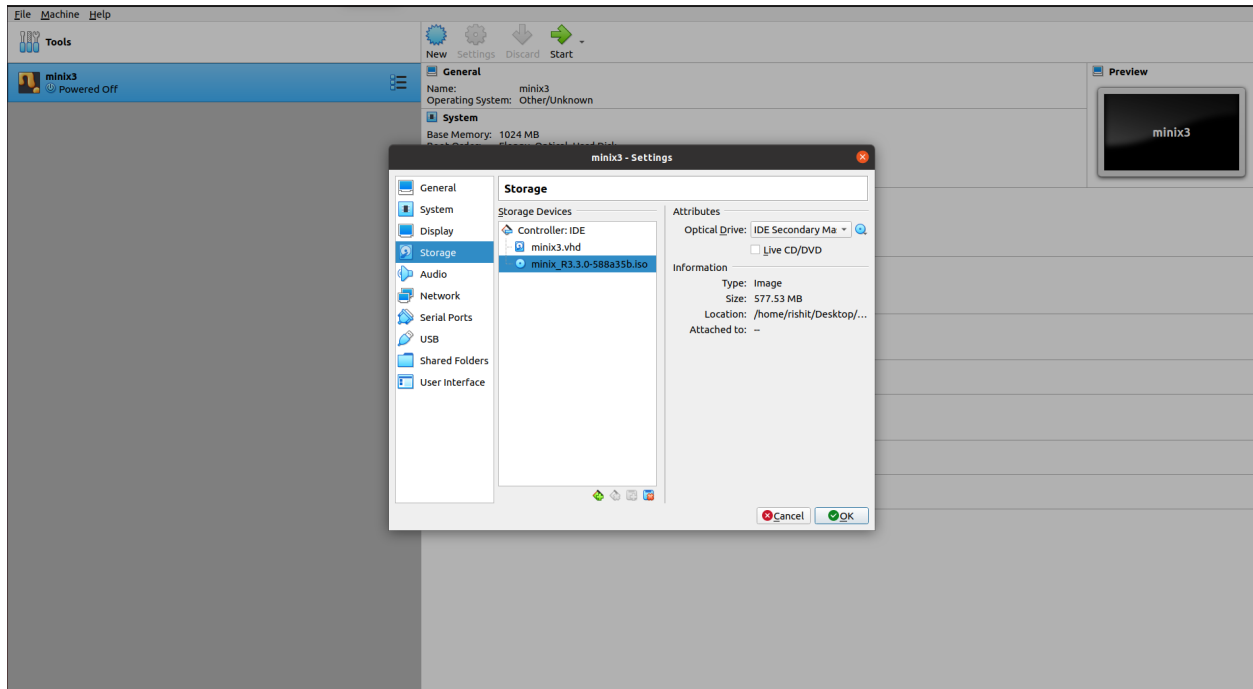 File Machine Help
Tools
New Settings Discard Start
minix3
Powered Off
General
Name: minix3
Operating System: Other/Unknown
System
Base Memory: 1024 MB
Preview
minix3
minix3 - Settings
General
System
Display
Storage
Audio
Network
Serial Ports
USB
Shared Folders
User Interface
Storage
Storage Devices
Controller: IDE
minix3.vhd
minix_R3.3.0-588a35b.iso
Attributes
Optical Drive: IDE Secondary Ma
Live CD/DVD
Information
Type: Image
Size: 577.53 MB
Location: /home/rishit/Desktop/...
Attached to: --
Cancel OK